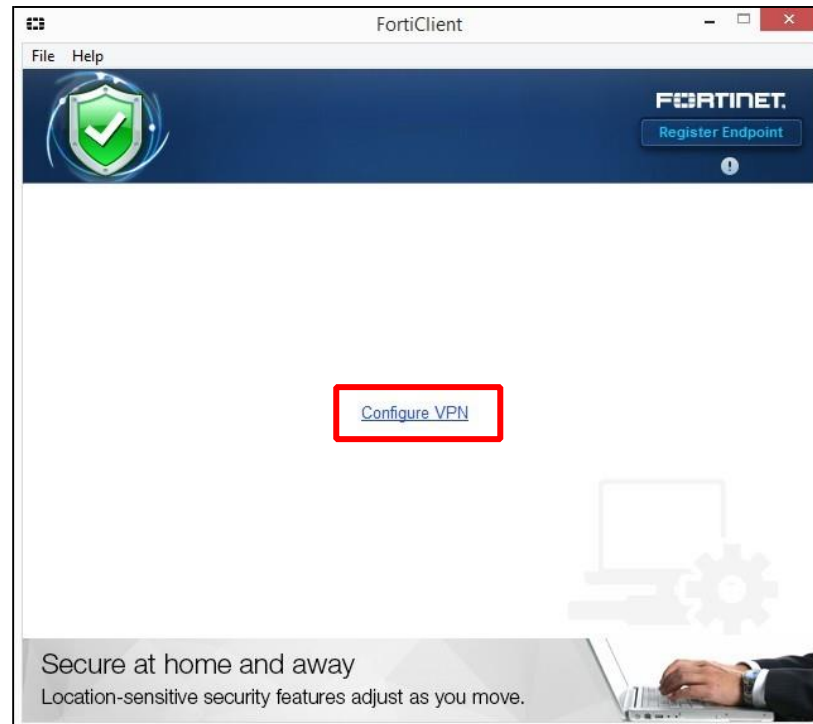 FortiClient
File Help
FORTINET.
Register Endpoint
Configure VPN
Secure at home and away
Location-sensitive security features adjust as you move.